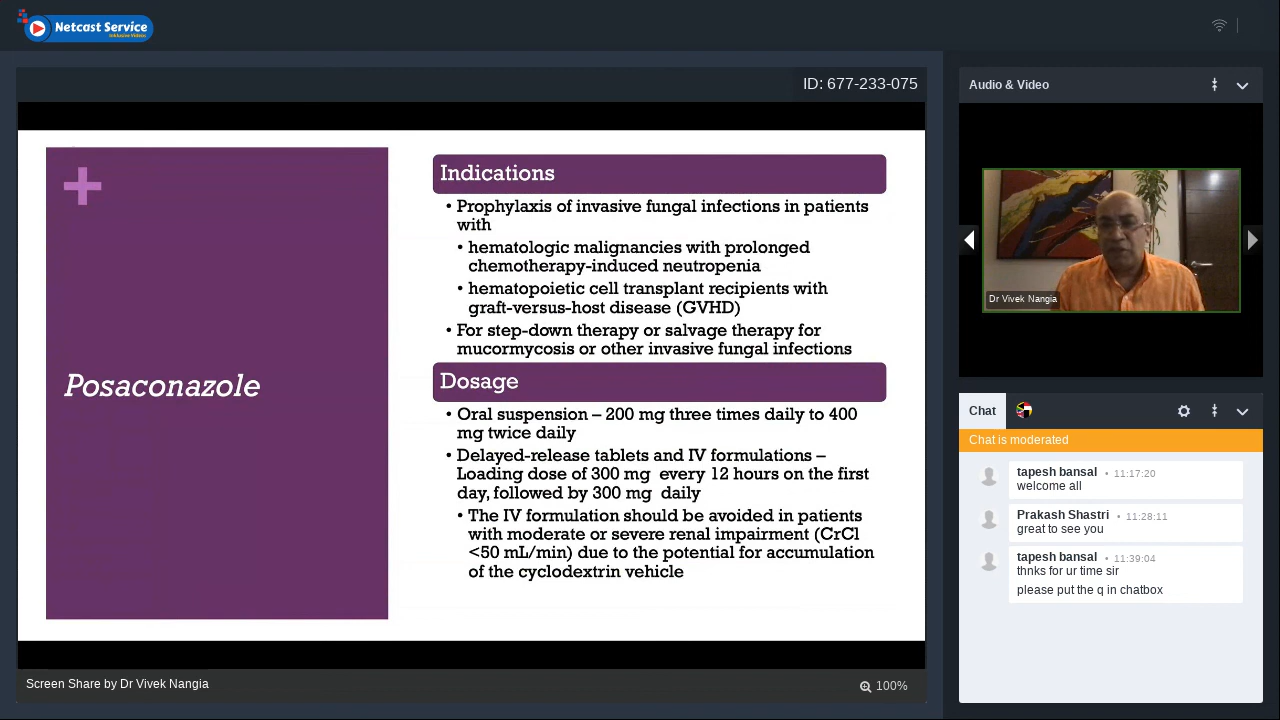 Netcast Service
Inklusive Videos
ID: 677-233-075
+
Posaconazole
Indications
• Prophylaxis of invasive fungal infections in patients
with
• hematologic malignancies with prolonged
chemotherapy-induced neutropenia
• hematopoietic cell transplant recipients with
graft-versus-host disease (GVHD)
• For step-down therapy or salvage therapy for
mucormycosis or other invasive fungal infections
Dosage
• Oral suspension – 200 mg three times daily to 400
mg twice daily
• Delayed-release tablets and IV formulations –
Loading dose of 300 mg  every 12 hours on the first
day, followed by 300 mg  daily
• The IV formulation should be avoided in patients
with moderate or severe renal impairment (CrCl
<50 mL/min) due to the potential for accumulation
of the cyclodextrin vehicle
Screen Share by Dr Vivek Nangia
100%
Audio & Video
Dr Vivek Nangia
Chat
Chat is moderated
tapesh bansal • 11:17:20
welcome all
Prakash Shastri • 11:28:11
great to see you
tapesh bansal • 11:39:04
thnks for ur time sir
please put the q in chatbox